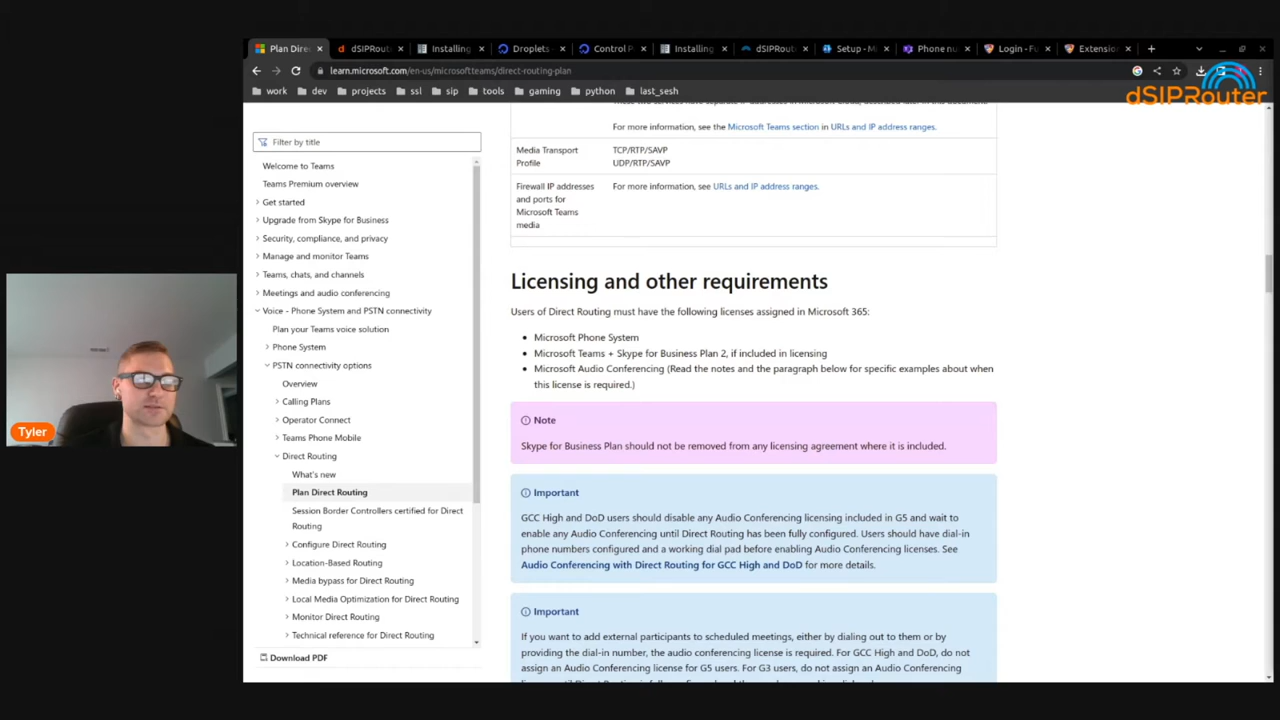 Plan Dire
dSIPRou
Installing
Droplets -
Control P
Installing
dSIPRoute
Setup - Mi
Phone nu
Login - Fu
Extension
learn.microsoft.com/en-us/microsoftteams/direct-routing-plan
work
dev
projects
ssl
sip
tools
gaming
python
last_sesh
dSIPRouter
Filter by title
Welcome to Teams
Teams Premium overview
Get started
Upgrade from Skype for Business
Security, compliance, and privacy
Manage and monitor Teams
Teams, chats, and channels
Meetings and audio conferencing
Voice - Phone System and PSTN connectivity
Plan your Teams voice solution
Phone System
PSTN connectivity options
Overview
Calling Plans
Operator Connect
Teams Phone Mobile
Direct Routing
What's new
Plan Direct Routing
Session Border Controllers certified for Direct
Routing
Configure Direct Routing
Location-Based Routing
Media bypass for Direct Routing
Local Media Optimization for Direct Routing
Monitor Direct Routing
Technical reference for Direct Routing
Download PDF
For more information, see the Microsoft Teams section in URLs and IP address ranges.
Media Transport
Profile
TCP/RTP/SAVP
UDP/RTP/SAVP
Firewall IP addresses
and ports for
Microsoft Teams
media
For more information, see URLs and IP address ranges.
Licensing and other requirements
Users of Direct Routing must have the following licenses assigned in Microsoft 365:
Microsoft Phone System
Microsoft Teams + Skype for Business Plan 2, if included in licensing
Microsoft Audio Conferencing (Read the notes and the paragraph below for specific examples about when
this license is required.)
Note
Skype for Business Plan should not be removed from any licensing agreement where it is included.
Important
GCC High and DoD users should disable any Audio Conferencing licensing included in G5 and wait to
enable any Audio Conferencing until Direct Routing has been fully configured. Users should have dial-in
phone numbers configured and a working dial pad before enabling Audio Conferencing licenses. See
Audio Conferencing with Direct Routing for GCC High and DoD for more details.
Important
If you want to add external participants to scheduled meetings, either by dialing out to them or by
providing the dial-in number, the audio conferencing license is required. For GCC High and DoD, do not
assign an Audio Conferencing license for G5 users. For G3 users, do not assign an Audio Conferencing
Tyler